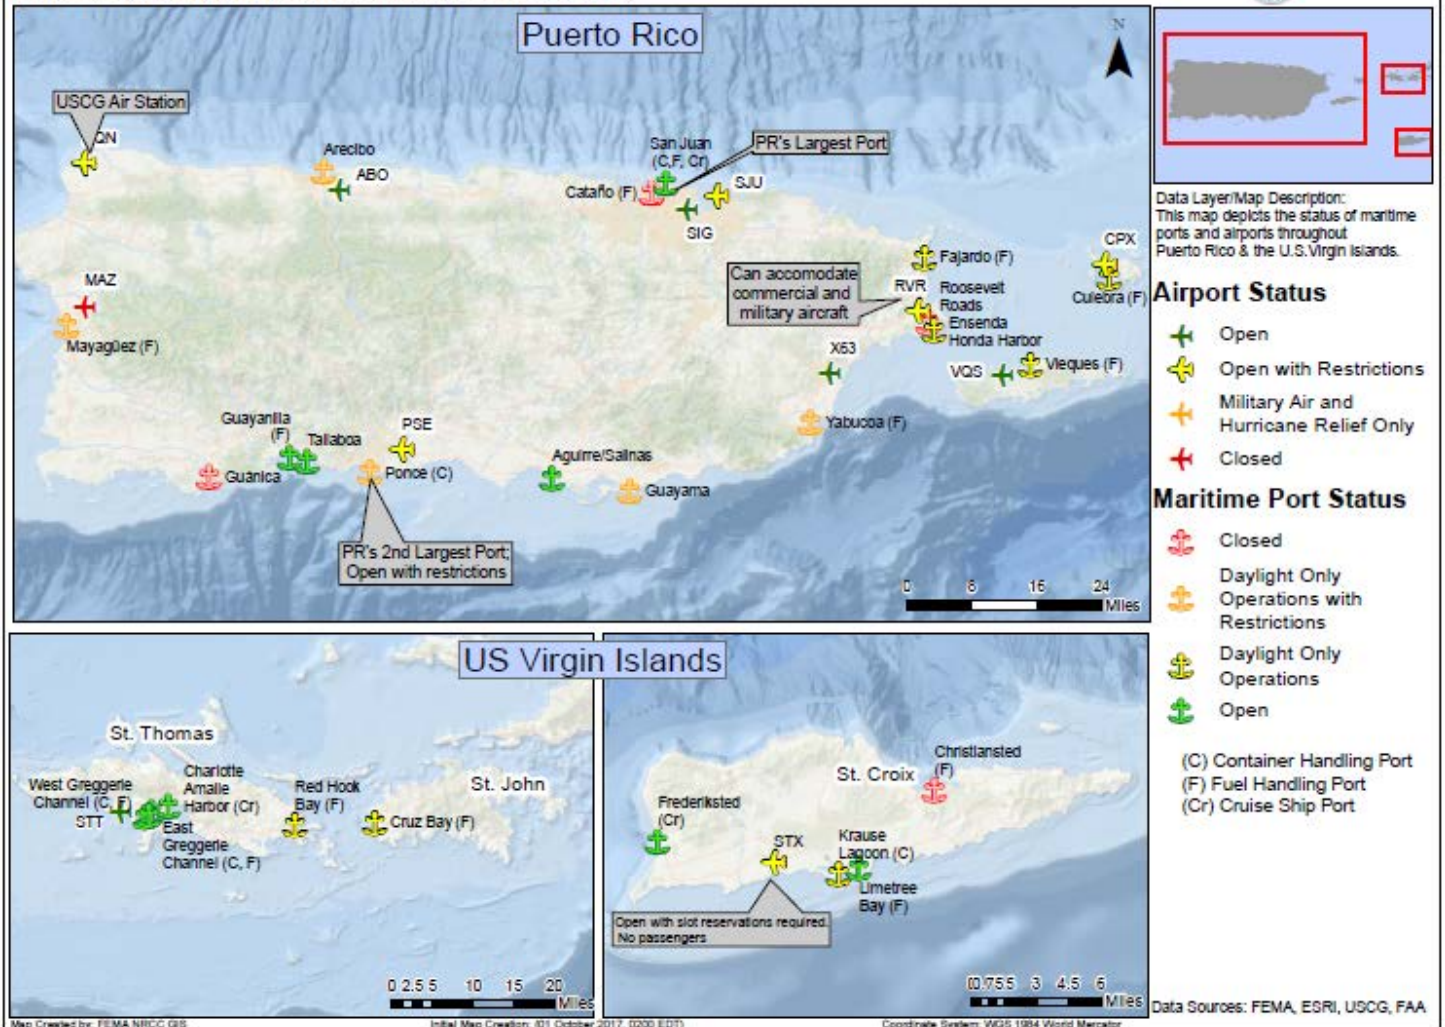 Puerto Rico
N
USCG Air Station
QN
Arecibo
ABO
San Juan
(C,F, Cr)
PR's Largest Port
Cataño (F)
SJU
SIG
CPX
Fajardo (F)
Culebra (F)
MAZ
Mayagüez (F)
Can accomodate
commercial and
military aircraft
RVR
Roosevelt
Roads
Ensenda
Honda Harbor
X63
VQS
Vieques (F)
Guayanilla
(F)
Tallaboa
PSE
Yabucoa (F)
Guánica
Ponce (C)
Aguirre/Salinas
Guayama
PR's 2nd Largest Port;
Open with restrictions
0 8 16 24
Miles
Data Layer/Map Description:
This map depicts the status of maritime
ports and airports throughout
Puerto Rico & the U.S.Virgin Islands.
Airport Status
Open
Open with Restrictions
Military Air and
Hurricane Relief Only
Closed
Maritime Port Status
Closed
Daylight Only
Operations with
Restrictions
Daylight Only
Operations
Open
(C) Container Handling Port
(F) Fuel Handling Port
(Cr) Cruise Ship Port
US Virgin Islands
St. Thomas
West Greggerie
Channel (C, F)
STT
Charlotte
Amalie
Harbor (Cr)
East
Greggerie
Channel (C, F)
Red Hook
Bay (F)
St. John
Cruz Bay (F)
0 2.5 5 10 15 20
Miles
St. Croix
Christiansted
(F)
Frederiksted
(Cr)
STX
Krause
Lagoon (C)
Limetree
Bay (F)
Open with slot reservations required.
No passengers
0 0.75 1.5 3 4.5 6
Miles
Data Sources: FEMA, ESRI, USCG, FAA
Map Created by: FEMA NRCC GIS
Initial Map Creation: (01 October 2017, 0200 EDT)
Coordinate System: WGS 1984 World Mercator